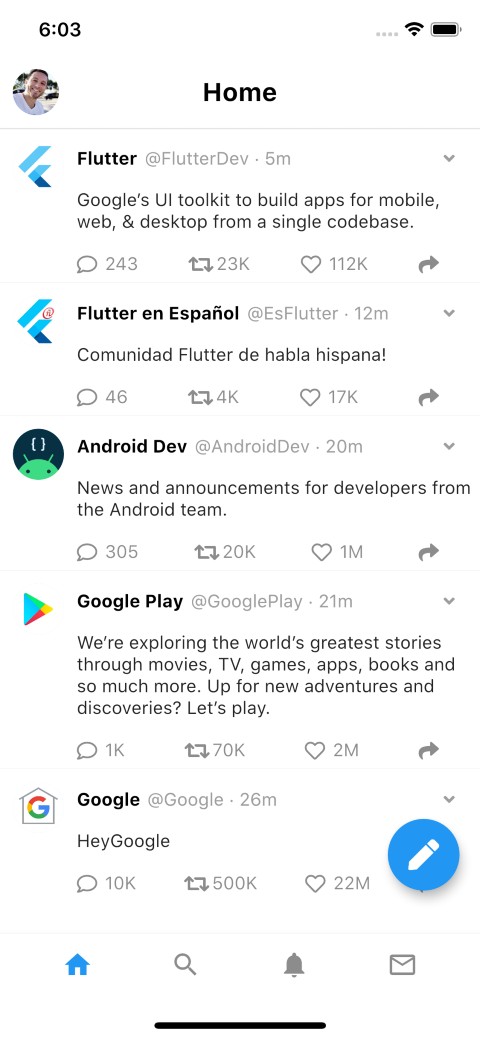 6:03
Home
Flutter @FlutterDev · 5m
Google’s UI toolkit to build apps for mobile,
web, & desktop from a single codebase.
243 23K 112K
Flutter en Español @EsFlutter · 12m
Comunidad Flutter de habla hispana!
46 4K 17K
Android Dev @AndroidDev · 20m
News and announcements for developers from
the Android team.
305 20K 1M
Google Play @GooglePlay · 21m
We’re exploring the world’s greatest stories
through movies, TV, games, apps, books and
so much more. Up for new adventures and
discoveries? Let’s play.
1K 70K 2M
Google @Google · 26m
HeyGoogle
10K 500K 22M